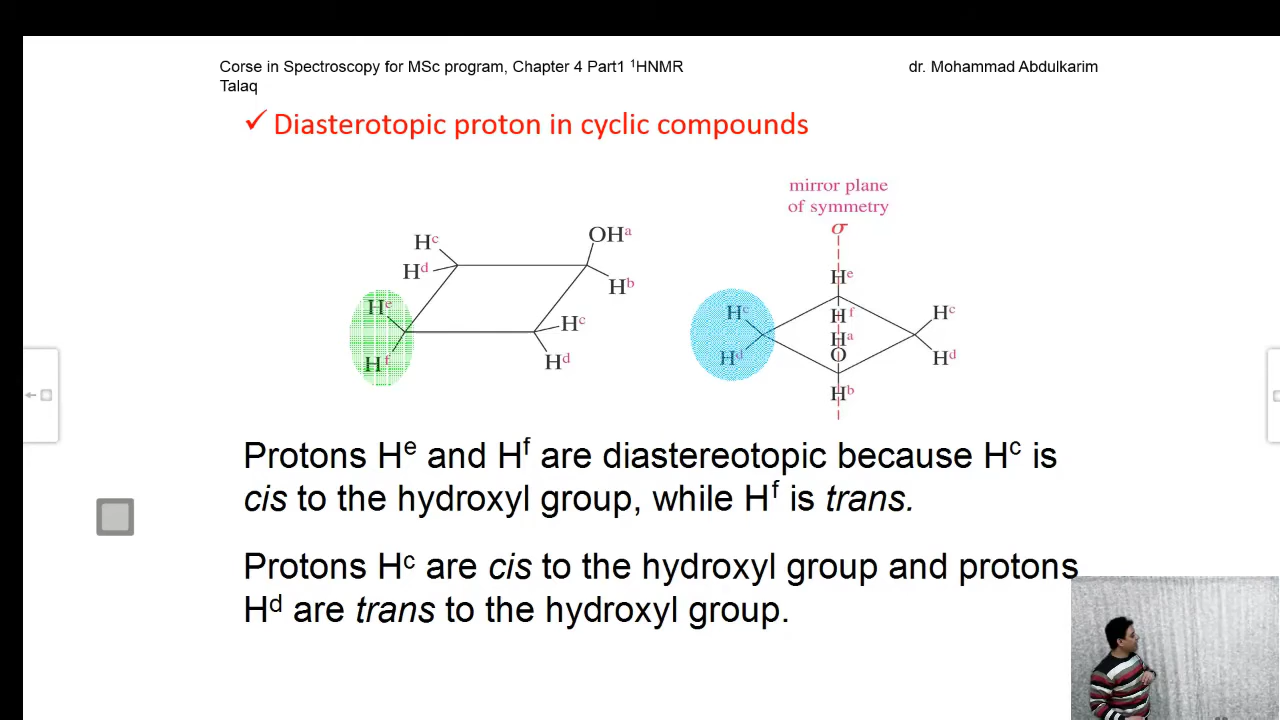 Corse in Spectroscopy for MSc program, Chapter 4 Part1 ¹HNMR dr. Mohammad Abdulkarim
Talaq
✓ Diasterotopic proton in cyclic compounds
mirror plane
of symmetry
σ
OHᵃ
Hᶜ
Hᵈ
Hᵇ
Hᵉ
Hᶜ
Hᶠ
Hᵈ
Hᵉ
Hᶜ
Hᶠ
Hᶜ
Hᵃ
O
Hᵈ
Hᵈ
Hᵇ
Protons Hᵉ and Hᶠ are diastereotopic because Hᶜ is
cis to the hydroxyl group, while Hᶠ is trans.
Protons Hᶜ are cis to the hydroxyl group and protons
Hᵈ are trans to the hydroxyl group.